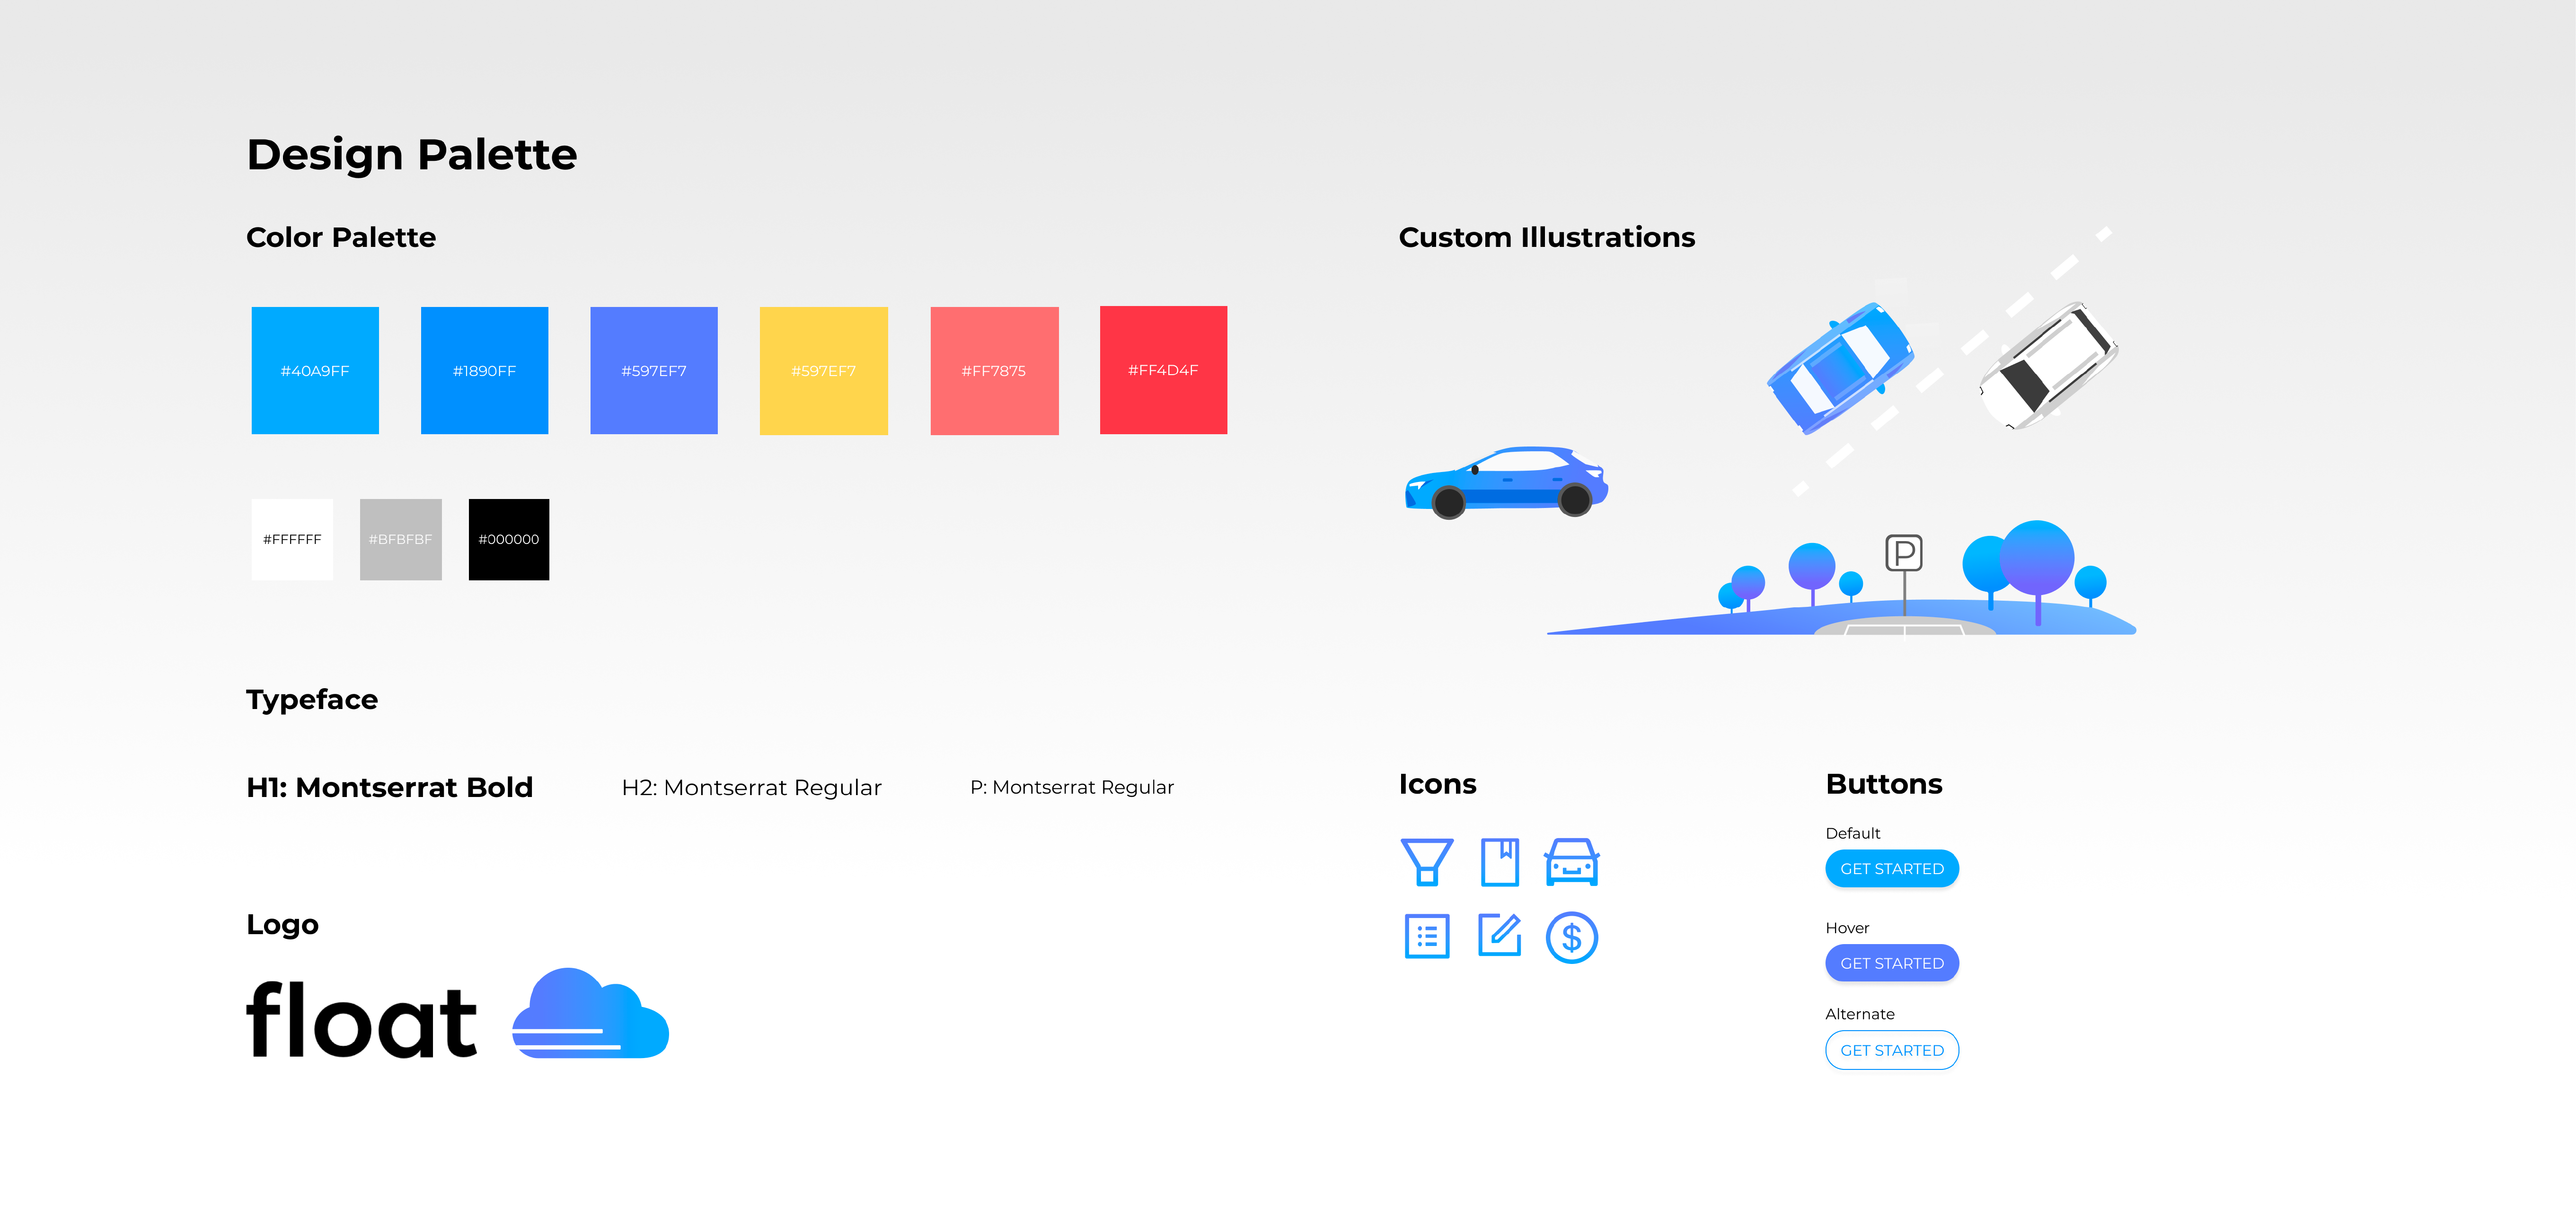 Design Palette
Color Palette
#40A9FF
#1890FF
#597EF7
#597EF7
#FF7875
#FF4D4F
#FFFFFF
#BFBFBF
#000000
Typeface
H1: Montserrat Bold
H2: Montserrat Regular
P: Montserrat Regular
Logo
float
Custom Illustrations
P
Icons
$
Buttons
Default
GET STARTED
Hover
GET STARTED
Alternate
GET STARTED